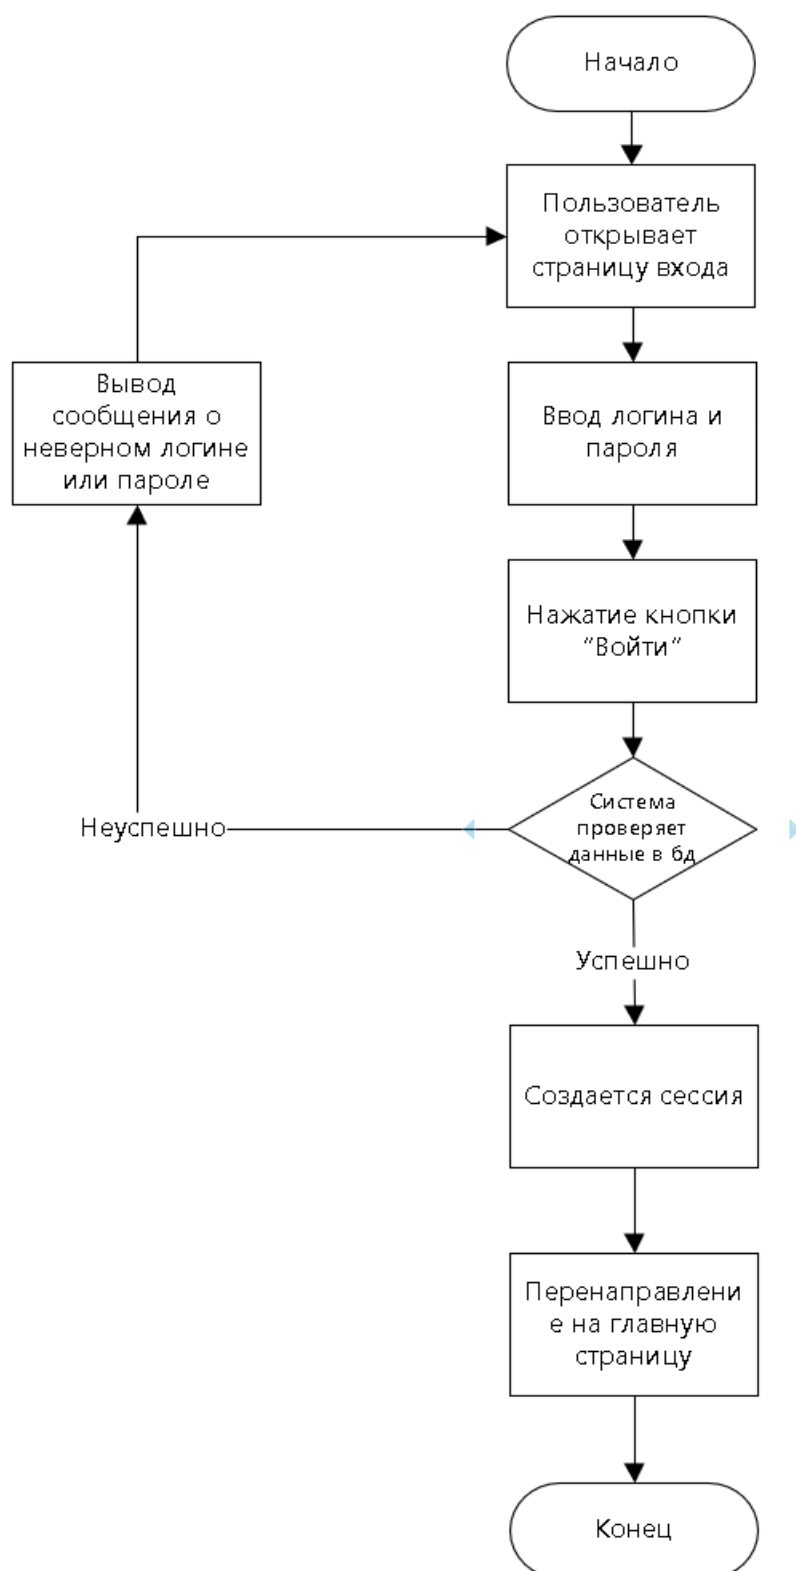 Начало
Пользователь
открывает
страницу входа
Вывод
сообщения о
неверном логине
или пароле
Ввод логина и
пароля
Нажатие кнопки
“Войти”
Система
проверяет
данные в бд
Неуспешно
Успешно
Создается сессия
Перенаправлени
е на главную
страницу
Конец